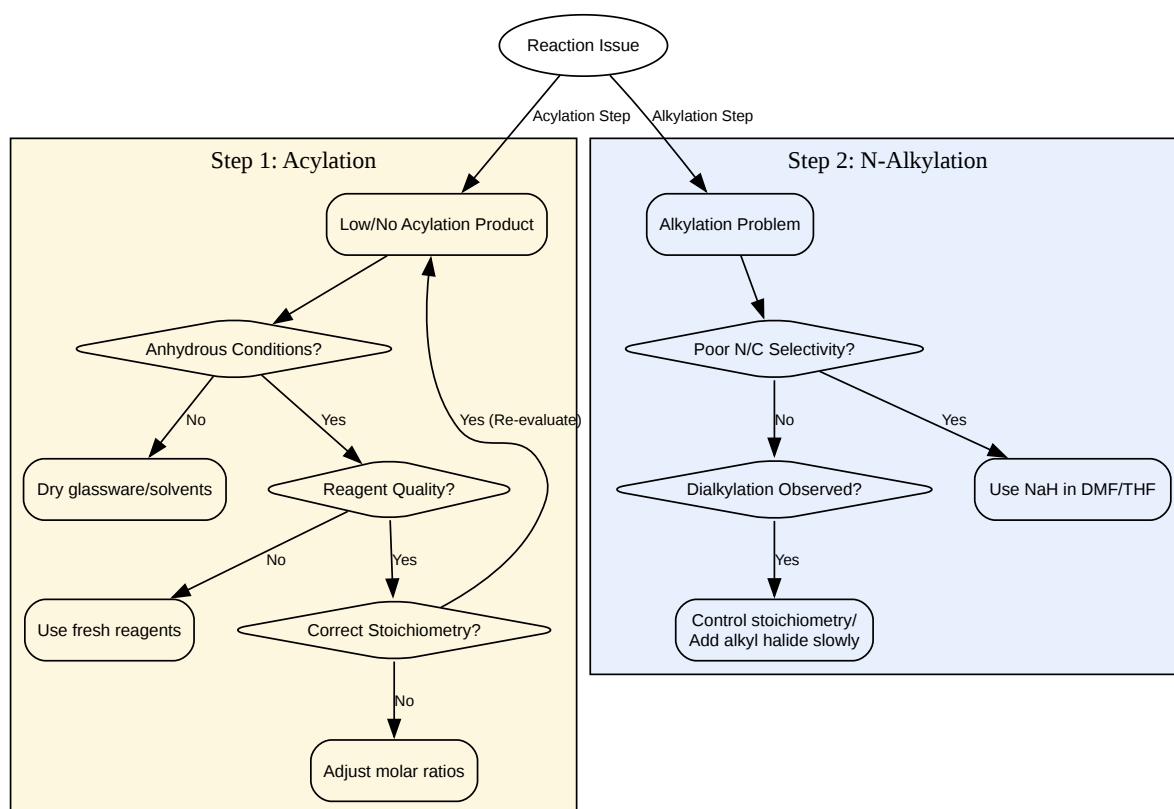 Reaction Issue
Acylation Step
Alkylation Step
Step 1: Acylation
Step 2: N-Alkylation
Low/No Acylation Product
Alkylation Problem
Anhydrous Conditions?
Poor N/C Selectivity?
No
Yes
Yes (Re-evaluate)
No
Yes
Dry glassware/solvents
Reagent Quality?
Dialkylation Observed?
Use NaH in DMF/THF
No
Yes
Yes
Use fresh reagents
Correct Stoichiometry?
Control stoichiometry/
Add alkyl halide slowly
No
Adjust molar ratios